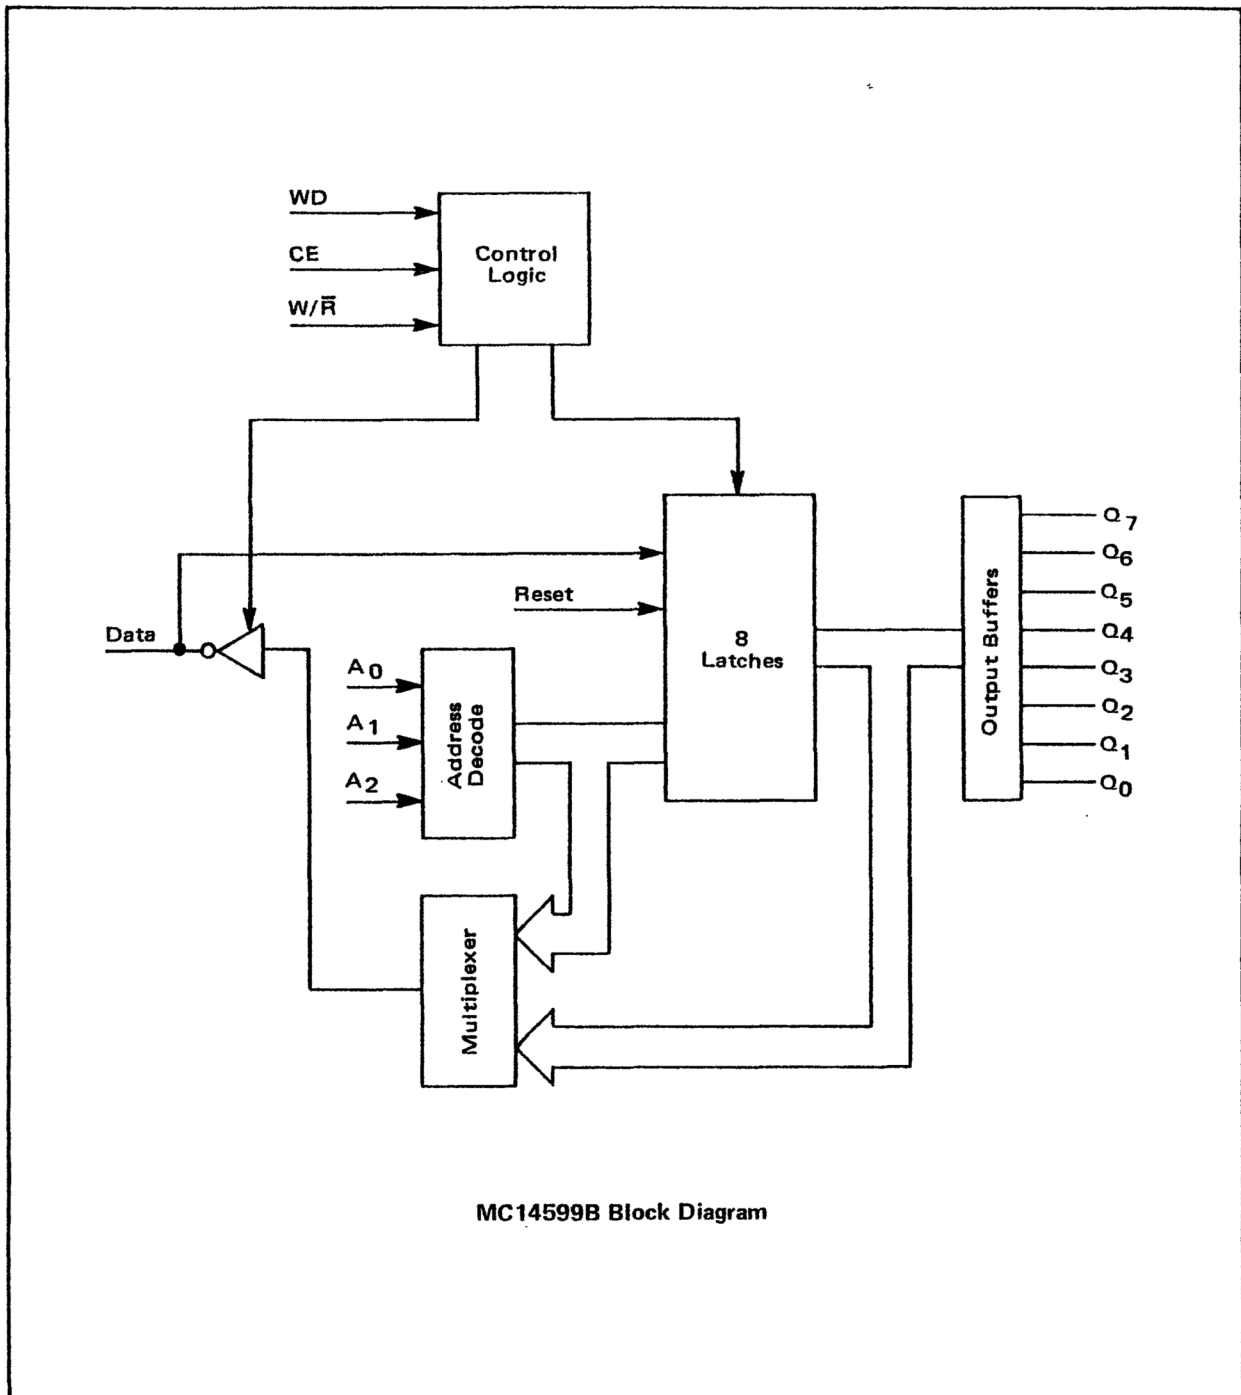 WD
CE
W/R̅
Control
Logic
Data
Reset
8
Latches
A0
A1
A2
Address
Decode
Multiplexer
Output Buffers
Q7
Q6
Q5
Q4
Q3
Q2
Q1
Q0
MC14599B Block Diagram